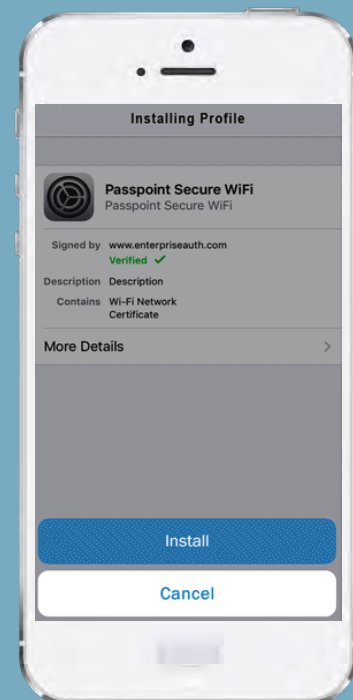 Installing Profile
Passpoint Secure WiFi
Passpoint Secure WiFi
Signed by www.enterpriseauth.com
Verified
Description Description
Contains Wi-Fi Network
Certificate
More Details
Install
Cancel